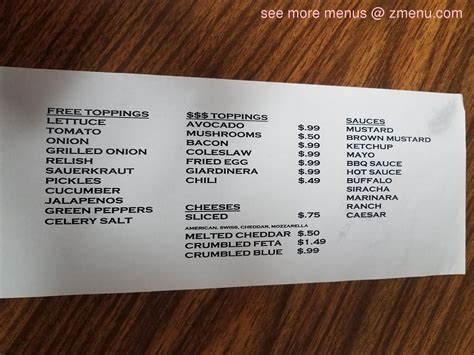 see more menus @ zmenu.com
FREE TOPPINGS
LETTUCE
TOMATO
ONION
GRILLED ONION
RELISH
SAUERKRAUT
PICKLES
CUCUMBER
JALAPENOS
GREEN PEPPERS
CELERY SALT
$$$ TOPPINGS
AVOCADO $.99
MUSHROOMS $.50
BACON $.99
COLESLAW $.99
FRIED EGG $.99
GIARDINERA $.99
CHILI $.49
CHEESES
SLICED $.75
AMERICAN, SWISS, CHEDDAR, MOZZARELLA
MELTED CHEDDAR $.50
CRUMBLED FETA $1.49
CRUMBLED BLUE $.99
SAUCES
MUSTARD
BROWN MUSTARD
KETCHUP
MAYO
BBQ SAUCE
HOT SAUCE
BUFFALO
SIRACHA
MARINARA
RANCH
CAESAR